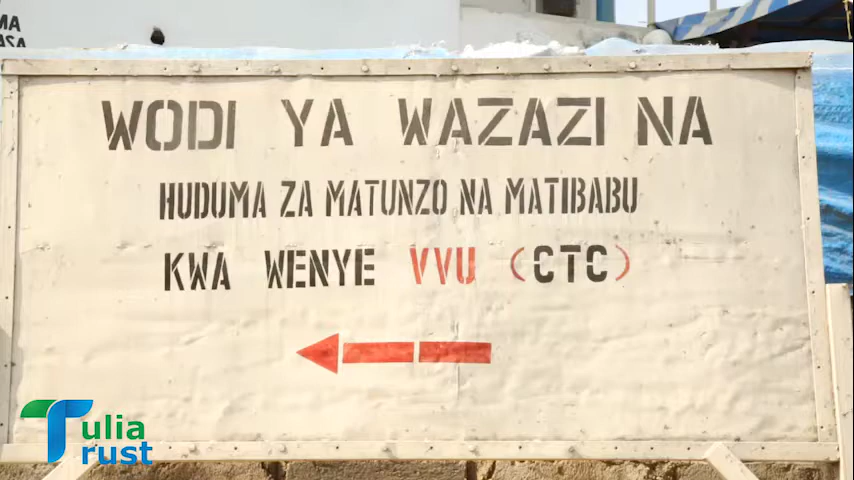 WODI YA WAZAZI NA
HUDUMA ZA MATUNZO NA MATIBABU
KWA WENYE VVU (CTC)
Tulia
Trust